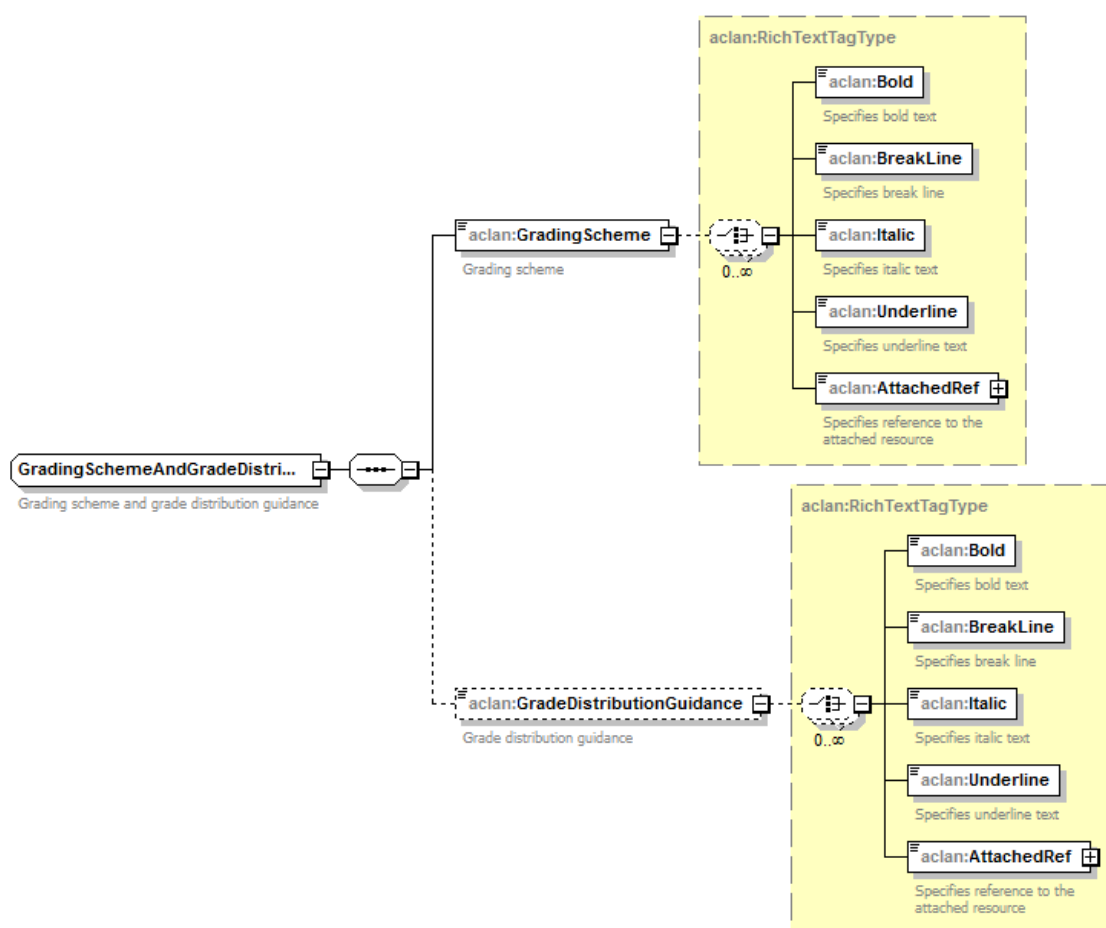 aclan:RichTextTagType
aclan:Bold
Specifies bold text
aclan:BreakLine
Specifies break line
aclan:GradingScheme
Grading scheme
0..∞
aclan:Italic
Specifies italic text
aclan:Underline
Specifies underline text
aclan:AttachedRef
Specifies reference to the
attached resource
GradingSchemeAndGradeDistri...
Grading scheme and grade distribution guidance
aclan:RichTextTagType
aclan:Bold
Specifies bold text
aclan:BreakLine
Specifies break line
aclan:GradeDistributionGuidance
Grade distribution guidance
0..∞
aclan:Italic
Specifies italic text
aclan:Underline
Specifies underline text
aclan:AttachedRef
Specifies reference to the
attached resource